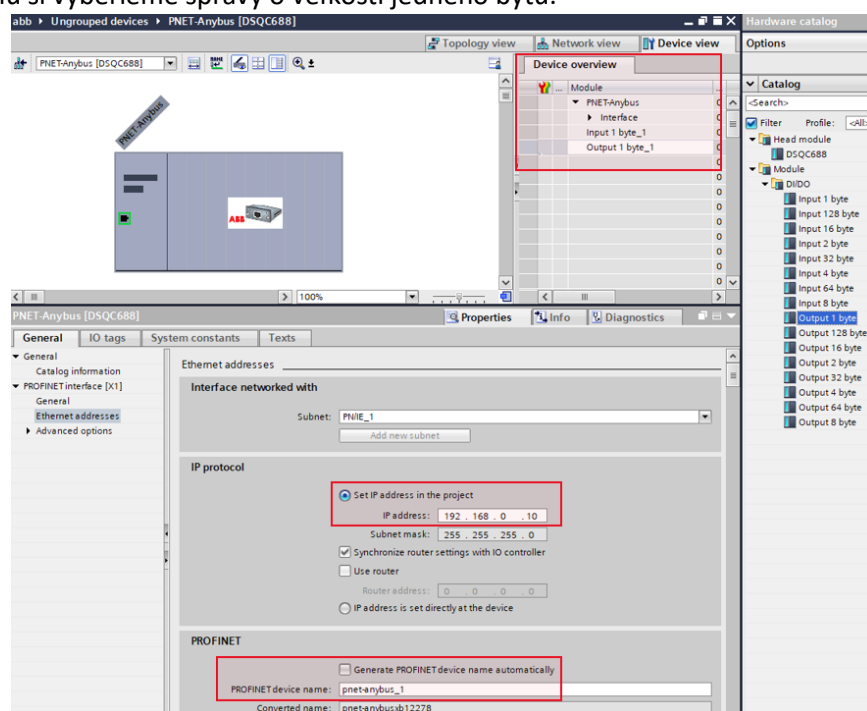 si vyberieme správy o veľkosti jedného bytu.
abb ▸ Ungrouped devices ▸ PNET-Anybus [DSQC688]
Hardware catalog
Topology view
Network view
Device view
Options
PNET-Anybus [DSQC688]
Device overview
Module
PNET-Anybus
Interface
Input 1 byte_1
Output 1 byte_1
PNET-Anybus
ABB
100%
Catalog
<Search>
Filter Profile: <All>
Head module
DSQC688
Module
DI/DO
Input 1 byte
Input 128 byte
Input 16 byte
Input 2 byte
Input 32 byte
Input 4 byte
Input 64 byte
Input 8 byte
Output 1 byte
Output 128 byte
Output 16 byte
Output 2 byte
Output 32 byte
Output 4 byte
Output 64 byte
Output 8 byte
PNET-Anybus [DSQC688]
Properties
Info
Diagnostics
General
IO tags
System constants
Texts
General
Catalog information
PROFINET interface [X1]
General
Ethernet addresses
Advanced options
Ethernet addresses
Interface networked with
Subnet: PN/IE_1
Add new subnet
IP protocol
Set IP address in the project
IP address: 192 . 168 . 0 . 10
Subnet mask: 255 . 255 . 255 . 0
Synchronize router settings with IO controller
Use router
Router address: 0 . 0 . 0 . 0
IP address is set directly at the device
PROFINET
Generate PROFINET device name automatically
PROFINET device name: pnet-anybus_1
Converted name: pnet-anybusxb12278